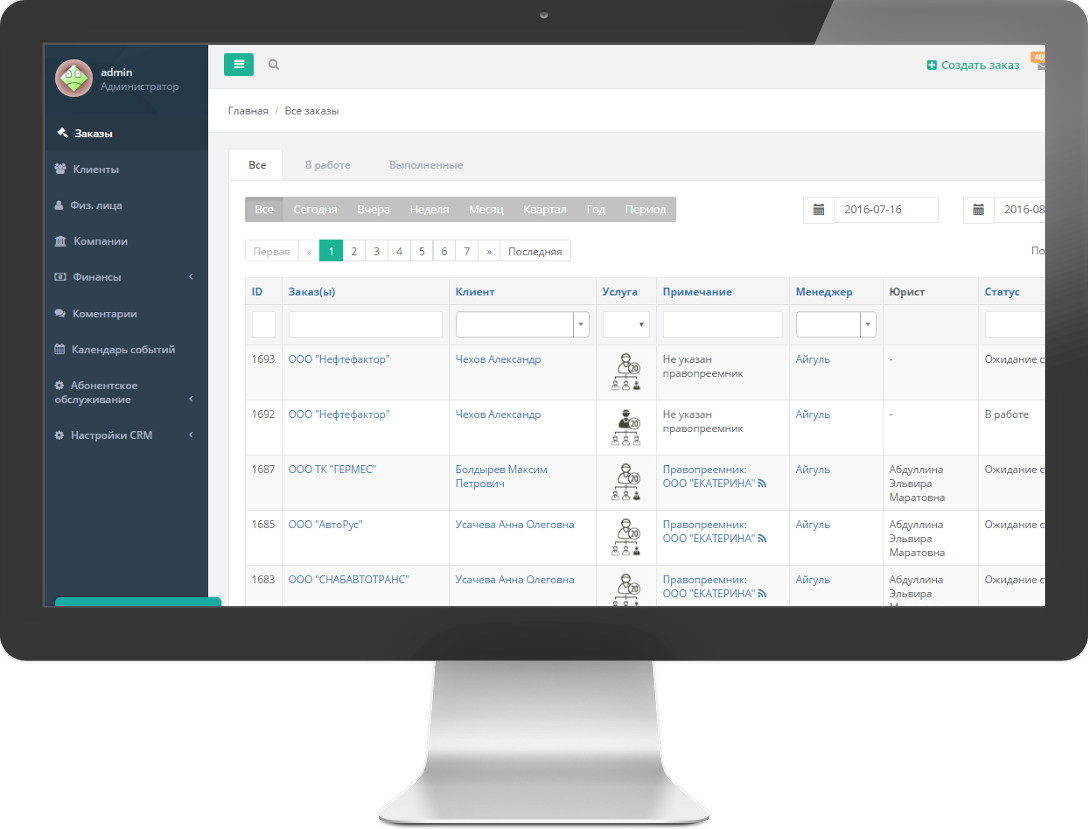 admin
Администратор
Заказы
Клиенты
Физ. лица
Компании
Финансы
Коментарии
Календарь событий
Абонентское
обслуживание
Настройки CRM
Создать заказ
Главная / Все заказы
Все В работе Выполненные
Все Сегодня Вчера Неделя Месяц Квартал Год Период
2016-07-16 2016-08
Первая « 1 2 3 4 5 6 7 » Последняя
По
ID Заказ(ы) Клиент Услуга Примечание Менеджер Юрист Статус
1693 ООО "Нефтефактор" Чехов Александр 20 Не указан Айгуль - Ожидание с
правопреемник
1692 ООО "Нефтефактор" Чехов Александр 20 Не указан Айгуль - В работе
правопреемник
1687 ООО ТК "ГЕРМЕС" Болдырев Максим 20 Правопреемник: Айгуль Абдуллина Ожидание с
Петрович ООО "ЕКАТЕРИНА" Эльвира
Маратовна
1685 ООО "АвтоРус" Усачева Анна Олеговна 20 Правопреемник: Айгуль Абдуллина Ожидание с
ООО "ЕКАТЕРИНА" Эльвира
Маратовна
1683 ООО "СНАБАВТОТРАНС" Усачева Анна Олеговна 20 Правопреемник: Айгуль Абдуллина Ожидание с
ООО "ЕКАТЕРИНА" Эльвира